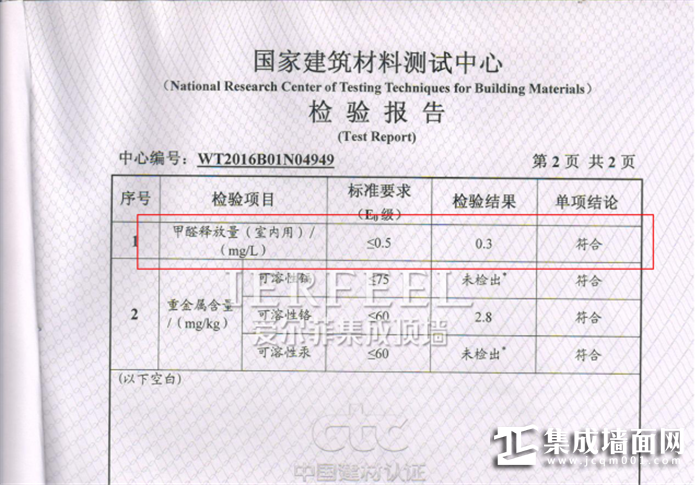 国家建筑材料测试中心
(National Research Center of Testing Techniques for Building Materials)
检验报告
(Test Report)
中心编号: WT2016B01N04949 第 2 页 共 2 页
序号 检验项目 标准要求 (E₀级) 检验结果 单项结论
1 甲醛释放量(室内用)/(mg/L) ≤0.5 0.3 符合
2 重金属含量/(mg/kg) 可溶性镉 ≤75 未检出* 符合
可溶性铬 ≤60 2.8 符合
可溶性汞 ≤60 未检出* 符合
(以下空白)
爱尔菲集成顶墙
ctc
中国建材认证
集成墙面网
www.jcqm001.com